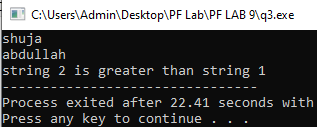 C:\Users\Admin\Desktop\PF Lab\PF LAB 9\q3.exe
shuja
abdullah
string 2 is greater than string 1
--------------------------------
Process exited after 22.41 seconds with
Press any key to continue . . .